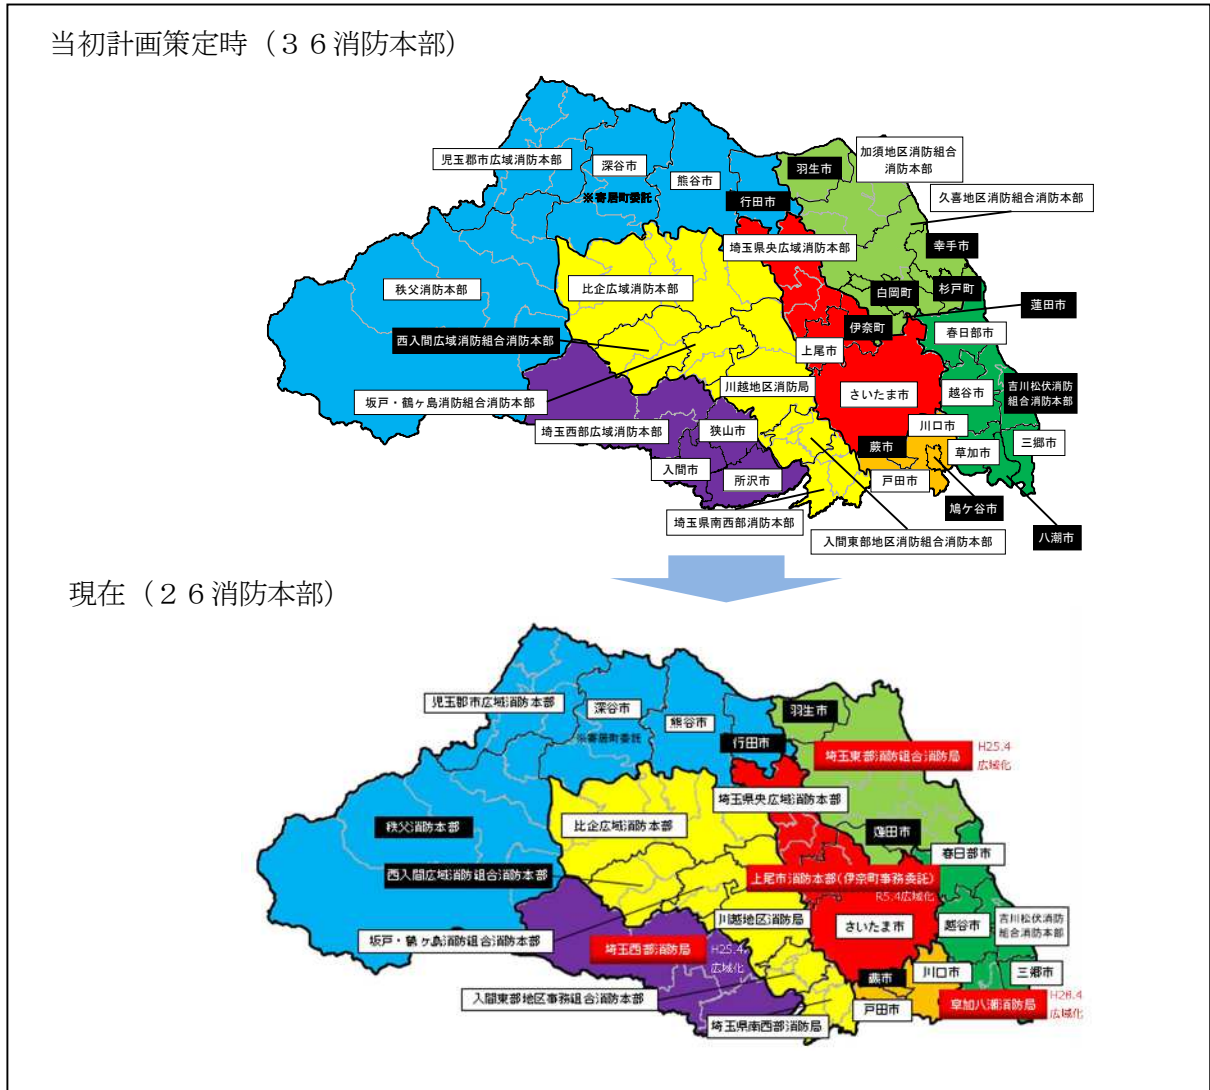 当初計画策定時（３６消防本部）
児玉郡市広域消防本部
深谷市
※寄居町委託
熊谷市
行田市
羽生市
加須地区消防組合
消防本部
久喜地区消防組合消防本部
幸手市
杉戸町
白岡町
蓮田市
埼玉県央広域消防本部
伊奈町
上尾市
秩父消防本部
比企広域消防本部
西入間広域消防組合消防本部
坂戸・鶴ヶ島消防組合消防本部
川越地区消防局
さいたま市
春日部市
越谷市
吉川松伏消防
組合消防本部
埼玉西部広域消防本部
狭山市
入間市
所沢市
川口市
蕨市
戸田市
草加市
三郷市
鳩ケ谷市
八潮市
埼玉県南西部消防本部
入間東部地区消防組合消防本部
現在（２６消防本部）
児玉郡市広域消防本部
深谷市
※寄居町委託
熊谷市
行田市
羽生市
埼玉東部消防組合消防局
H25.4
広域化
埼玉県央広域消防本部
秩父消防本部
比企広域消防本部
蓮田市
春日部市
西入間広域消防組合消防本部
上尾市消防本部(伊奈町事務委託)
R5.4広域化
川越地区消防局
さいたま市
越谷市
吉川松伏消防
組合消防本部
坂戸・鶴ヶ島消防組合消防本部
埼玉西部消防局
H25.4
広域化
入間東部地区事務組合消防本部
埼玉県南西部消防局
蕨市
川口市
戸田市
三郷市
草加八潮消防局
H28.4
広域化